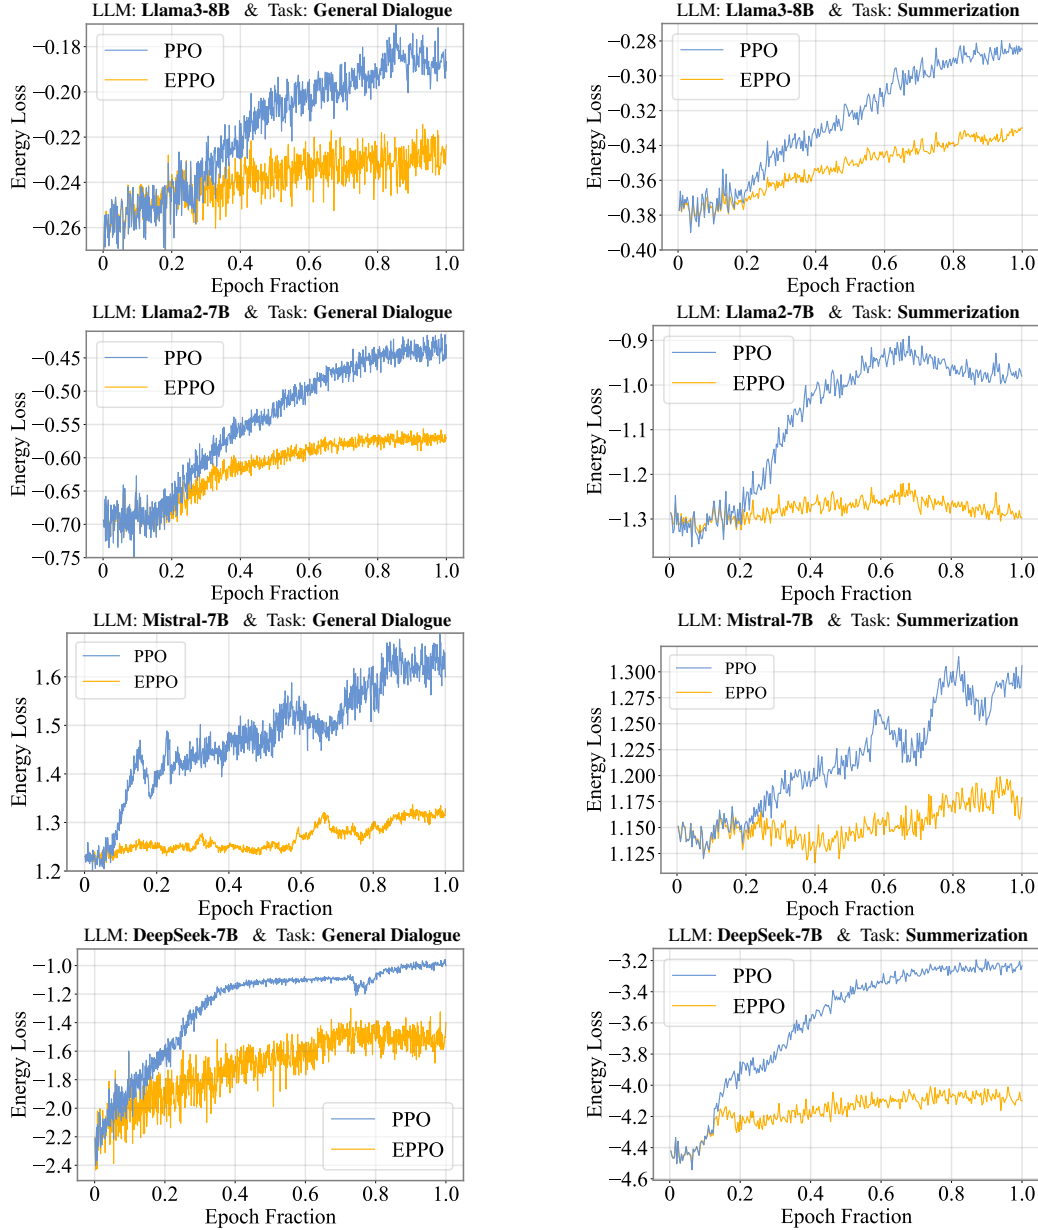 LLM: Llama3-8B & Task: General Dialogue
PPO
EPPO
Energy Loss
−0.18
−0.20
−0.22
−0.24
−0.26
0 0.2 0.4 0.6 0.8 1.0
Epoch Fraction
LLM: Llama3-8B & Task: Summerization
PPO
EPPO
Energy Loss
−0.28
−0.30
−0.32
−0.34
−0.36
−0.38
−0.40
0 0.2 0.4 0.6 0.8 1.0
Epoch Fraction
LLM: Llama2-7B & Task: General Dialogue
PPO
EPPO
Energy Loss
−0.45
−0.50
−0.55
−0.60
−0.65
−0.70
−0.75
0 0.2 0.4 0.6 0.8 1.0
Epoch Fraction
LLM: Llama2-7B & Task: Summerization
PPO
EPPO
Energy Loss
−0.9
−1.0
−1.1
−1.2
−1.3
0 0.2 0.4 0.6 0.8 1.0
Epoch Fraction
LLM: Mistral-7B & Task: General Dialogue
PPO
EPPO
Energy Loss
1.6
1.5
1.4
1.3
1.2
0 0.2 0.4 0.6 0.8 1.0
Epoch Fraction
LLM: Mistral-7B & Task: Summerization
PPO
EPPO
Energy Loss
1.300
1.275
1.250
1.225
1.200
1.175
1.150
1.125
0 0.2 0.4 0.6 0.8 1.0
Epoch Fraction
LLM: DeepSeek-7B & Task: General Dialogue
PPO
EPPO
Energy Loss
−1.0
−1.2
−1.4
−1.6
−1.8
−2.0
−2.2
−2.4
0 0.2 0.4 0.6 0.8 1.0
Epoch Fraction
LLM: DeepSeek-7B & Task: Summerization
PPO
EPPO
Energy Loss
−3.2
−3.4
−3.6
−3.8
−4.0
−4.2
−4.4
−4.6
0 0.2 0.4 0.6 0.8 1.0
Epoch Fraction